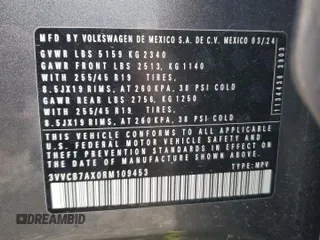 MFD BY VOLKSWAGEN DE MEXICO S.A. DE C.V. MEXICO 03/24
GVWR LBS 5159 KG 2340
GAWR FRONT LBS 2513, KG 1140
WITH 255/45 R19 TIRES,
8.5JX19 RIMS, AT 260 KPA, 38 PSI COLD
GAWR REAR LBS 2756, KG 1250
WITH 255/45 R19 TIRES,
8.5JX19 RIMS, AT 260KPA, 38 PSI COLD
THIS VEHICLE CONFORMS TO ALL APPLICABLE
U.S. FEDERAL MOTOR VEHICLE SAFETY AND
THEFT PREVENTION STANDARDS IN EFFECT ON
THE DATE OF MANUFACTURE SHOWN ABOVE.
3VVCB7AX0RM109453 TYPE:MPV
DREAMBID